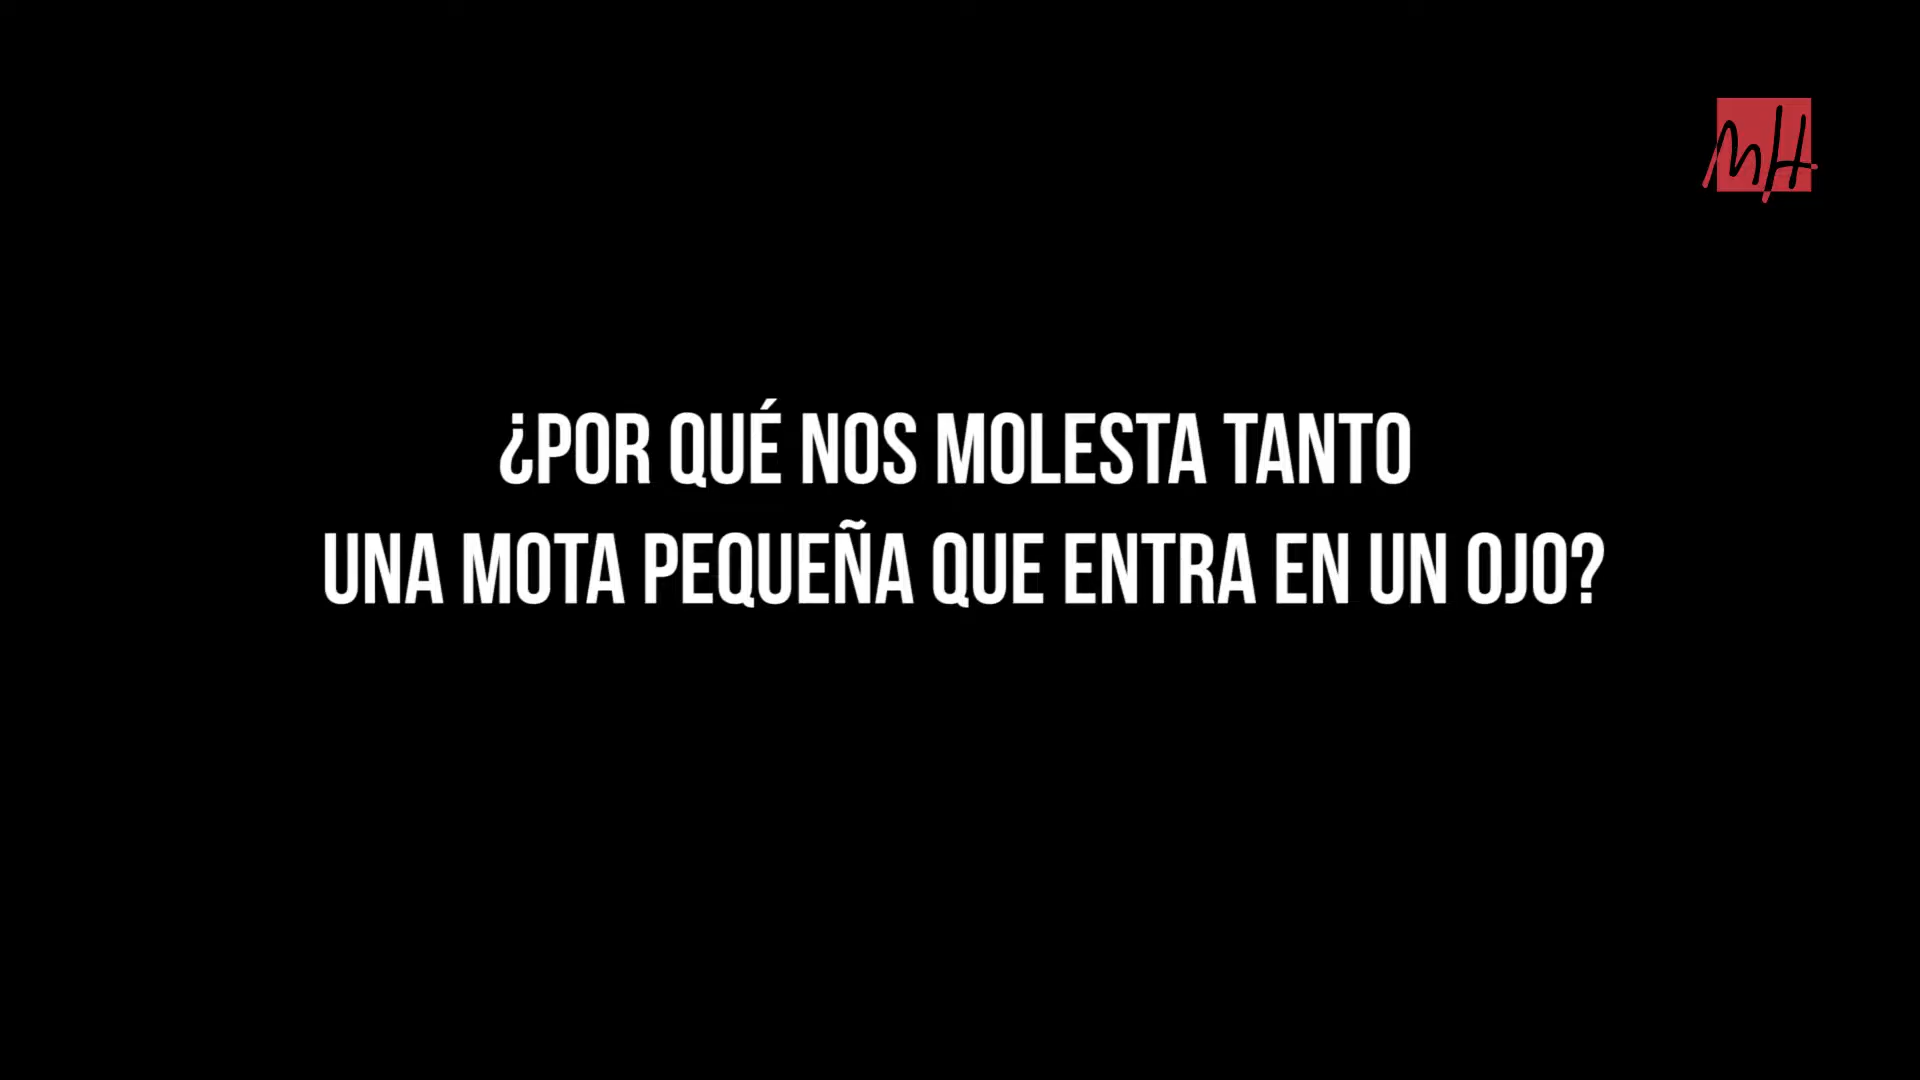 MH
¿POR QUÉ NOS MOLESTA TANTO
UNA MOTA PEQUEÑA QUE ENTRA EN UN OJO?